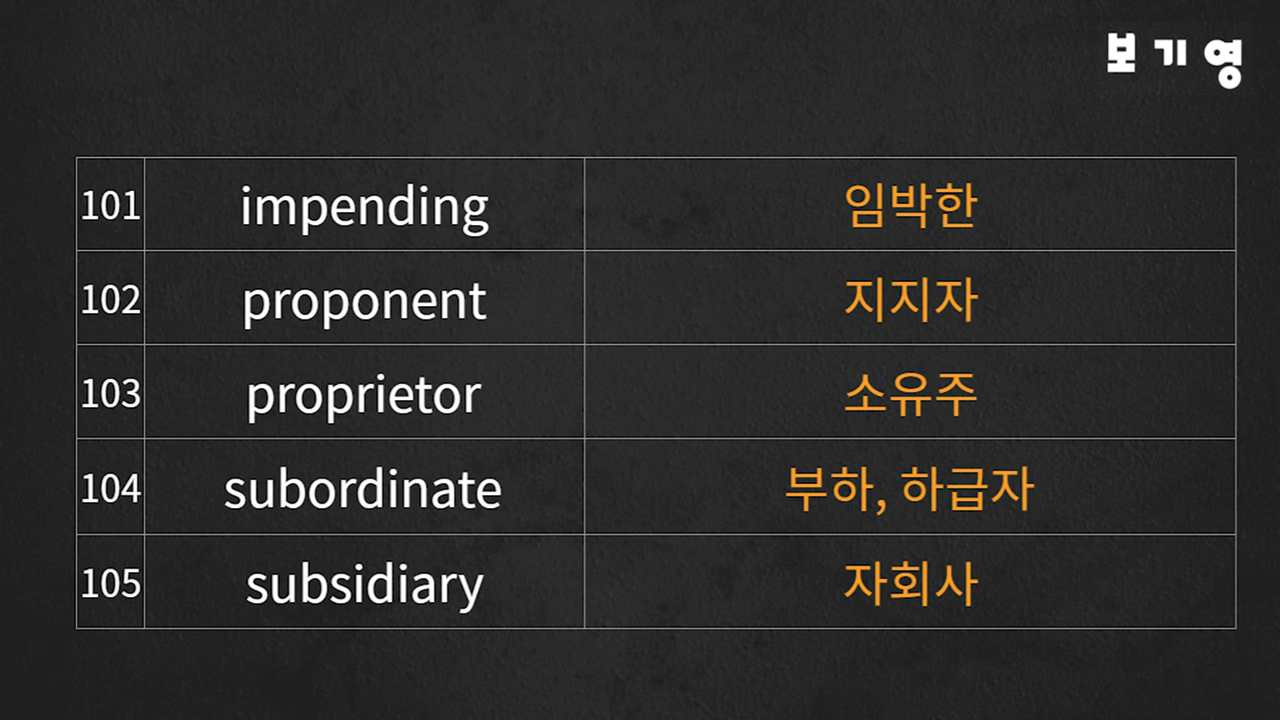 보기영
101 impending 임박한
102 proponent 지지자
103 proprietor 소유주
104 subordinate 부하, 하급자
105 subsidiary 자회사